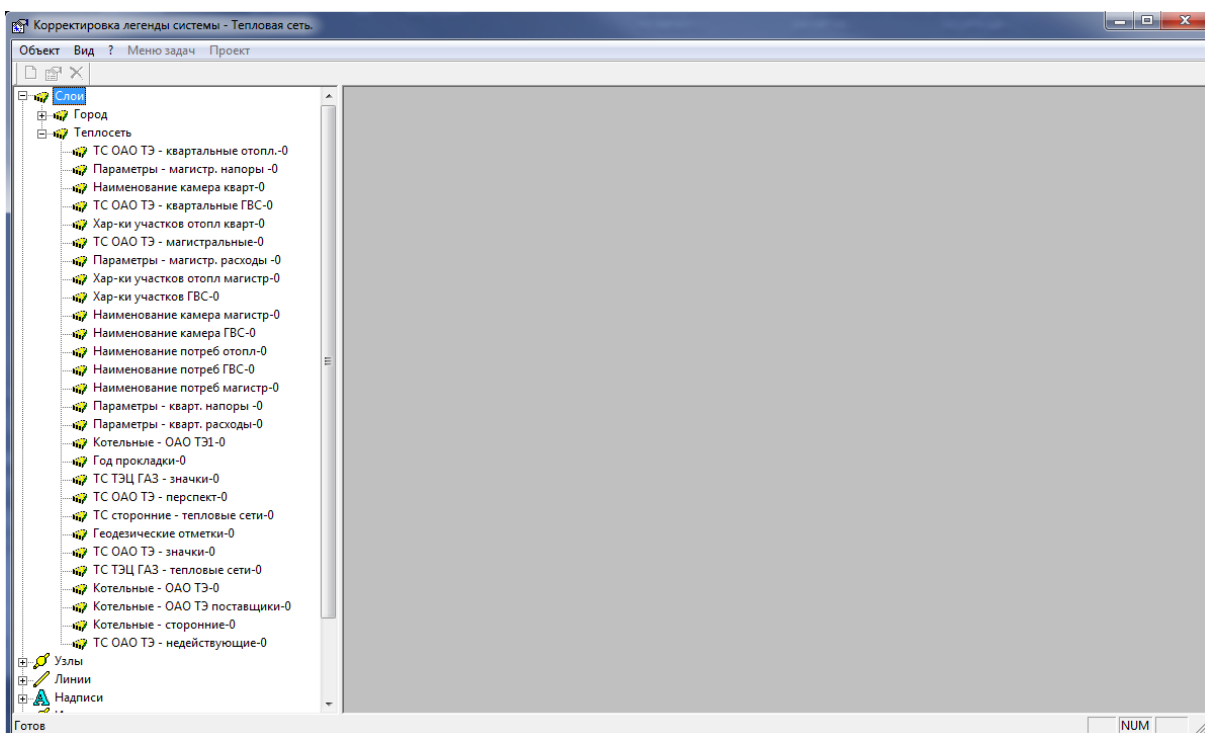 Корректировка легенды системы - Тепловая сеть.
Объект Вид ? Меню задач Проект
Слои
Город
Теплосеть
ТС ОАО ТЭ - квартальные отопл.-0
Параметры - магистр. напоры -0
Наименование камера кварт-0
ТС ОАО ТЭ - квартальные ГВС-0
Хар-ки участков отопл кварт-0
ТС ОАО ТЭ - магистральные-0
Параметры - магистр. расходы -0
Хар-ки участков отопл магистр-0
Хар-ки участков ГВС-0
Наименование камера магистр-0
Наименование камера ГВС-0
Наименование потреб отопл-0
Наименование потреб ГВС-0
Наименование потреб магистр-0
Параметры - кварт. напоры -0
Параметры - кварт. расходы-0
Котельные - ОАО ТЭ1-0
Год прокладки-0
ТС ТЭЦ ГАЗ - значки-0
ТС ОАО ТЭ - перспект-0
ТС сторонние - тепловые сети-0
Геодезические отметки-0
ТС ОАО ТЭ - значки-0
ТС ТЭЦ ГАЗ - тепловые сети-0
Котельные - ОАО ТЭ-0
Котельные - ОАО ТЭ поставщики-0
Котельные - сторонние-0
ТС ОАО ТЭ - недействующие-0
Узлы
Линии
Надписи
Готов
NUM